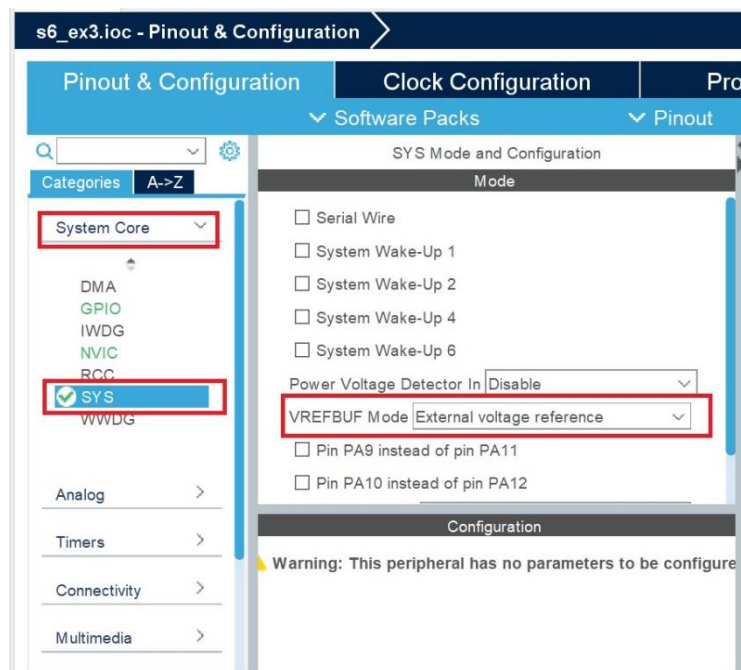 s6_ex3.ioc - Pinout & Configuration
Pinout & Configuration
Clock Configuration
Pro
Software Packs
Pinout
Categories
A->Z
System Core
DMA
GPIO
IWDG
NVIC
RCC
SYS
WWDG
Analog
Timers
Connectivity
Multimedia
SYS Mode and Configuration
Mode
Serial Wire
System Wake-Up 1
System Wake-Up 2
System Wake-Up 4
System Wake-Up 6
Power Voltage Detector In Disable
VREFBUF Mode External voltage reference
Pin PA9 instead of pin PA11
Pin PA10 instead of pin PA12
Configuration
Warning: This peripheral has no parameters to be configure